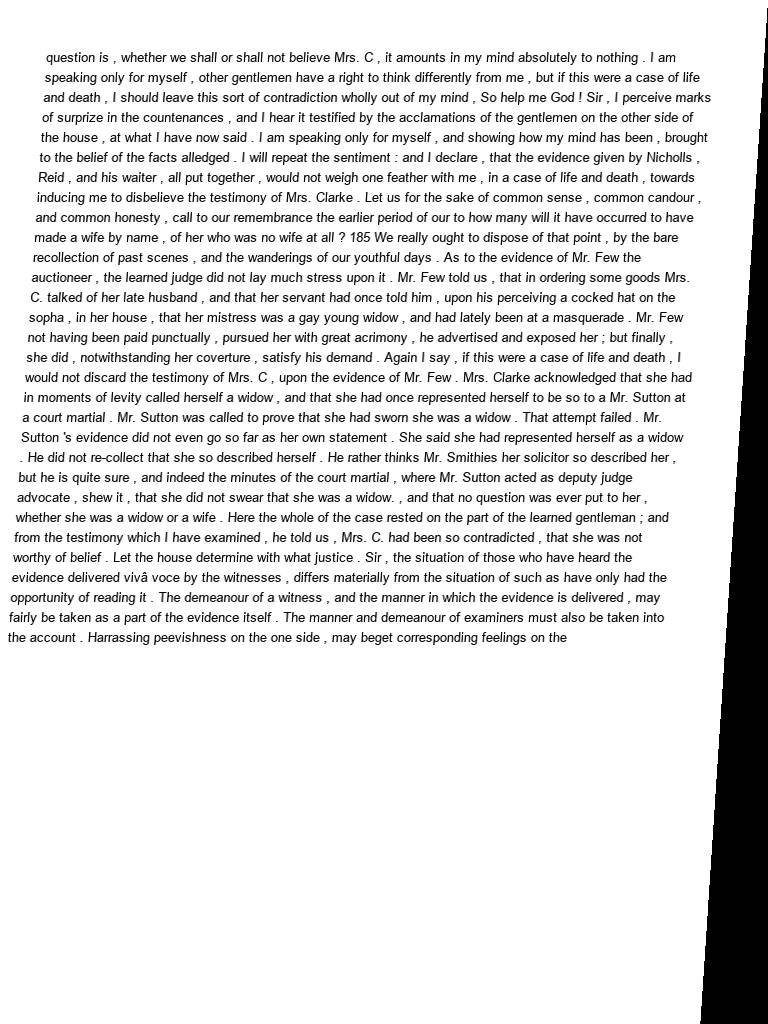 question is , whether we shall or shall not believe Mrs. C , it amounts in my mind absolutely to nothing . I am
speaking only for myself , other gentlemen have a right to think differently from me , but if this were a case of life
and death , I should leave this sort of contradiction wholly out of my mind , So help me God ! Sir , I perceive marks
of surprize in the countenances , and I hear it testified by the acclamations of the gentlemen on the other side of
the house , at what I have now said . I am speaking only for myself , and showing how my mind has been , brought
to the belief of the facts alledged . I will repeat the sentiment : and I declare , that the evidence given by Nicholls ,
Reid , and his waiter , all put together , would not weigh one feather with me , in a case of life and death , towards
inducing me to disbelieve the testimony of Mrs. Clarke . Let us for the sake of common sense , common candour ,
and common honesty , call to our remembrance the earlier period of our to how many will it have occurred to have
made a wife by name , of her who was no wife at all ? 185 We really ought to dispose of that point , by the bare
recollection of past scenes , and the wanderings of our youthful days . As to the evidence of Mr. Few the
auctioneer , the learned judge did not lay much stress upon it . Mr. Few told us , that in ordering some goods Mrs.
C. talked of her late husband , and that her servant had once told him , upon his perceiving a cocked hat on the
sopha , in her house , that her mistress was a gay young widow , and had lately been at a masquerade . Mr. Few
not having been paid punctually , pursued her with great acrimony , he advertised and exposed her ; but finally ,
she did , notwithstanding her coverture , satisfy his demand . Again I say , if this were a case of life and death , I
would not discard the testimony of Mrs. C , upon the evidence of Mr. Few . Mrs. Clarke acknowledged that she had
in moments of levity called herself a widow , and that she had once represented herself to be so to a Mr. Sutton at
a court martial . Mr. Sutton was called to prove that she had sworn she was a widow . That attempt failed . Mr.
Sutton 's evidence did not even go so far as her own statement . She said she had represented herself as a widow
. He did not re-collect that she so described herself . He rather thinks Mr. Smithies her solicitor so described her ,
but he is quite sure , and indeed the minutes of the court martial , where Mr. Sutton acted as deputy judge
advocate , shew it , that she did not swear that she was a widow. , and that no question was ever put to her ,
whether she was a widow or a wife . Here the whole of the case rested on the part of the learned gentleman ; and
from the testimony which I have examined , he told us , Mrs. C. had been so contradicted , that she was not
worthy of belief . Let the house determine with what justice . Sir , the situation of those who have heard the
evidence delivered vivâ voce by the witnesses , differs materially from the situation of such as have only had the
opportunity of reading it . The demeanour of a witness , and the manner in which the evidence is delivered , may
fairly be taken as a part of the evidence itself . The manner and demeanour of examiners must also be taken into
the account . Harrassing peevishness on the one side , may beget corresponding feelings on the